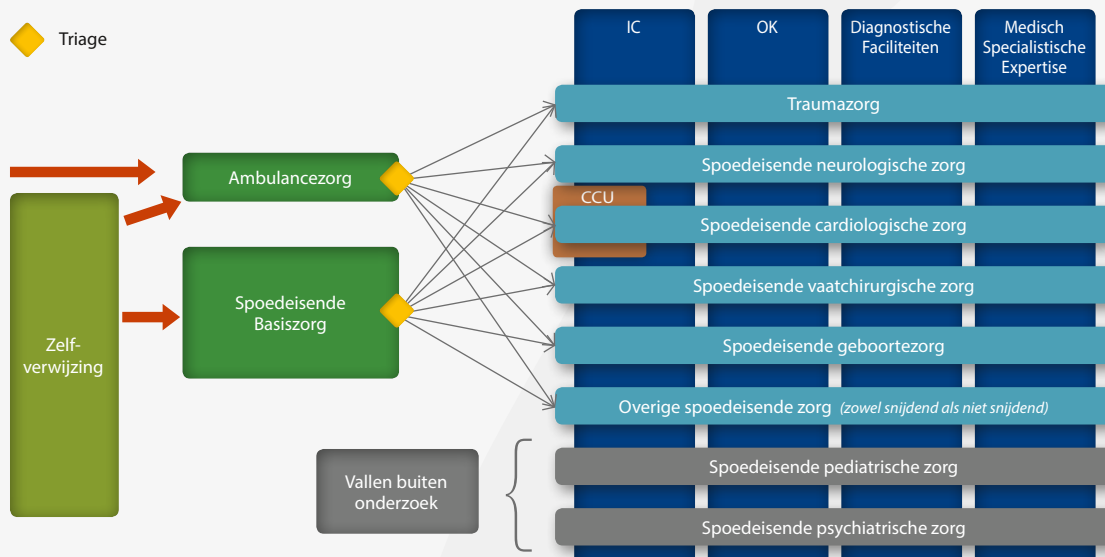 Triage
IC
OK
Diagnostische
Faciliteiten
Medisch
Specialistische
Expertise
Traumazorg
Ambulancezorg
Spoedeisende neurologische zorg
CCU
Spoedeisende cardiologische zorg
Spoedeisende
Basiszorg
Spoedeisende vaatchirurgische zorg
Zelf-
verwijzing
Spoedeisende geboortezorg
Overige spoedeisende zorg (zowel snijdend als niet snijdend)
Vallen buiten
onderzoek
Spoedeisende pediatrische zorg
Spoedeisende psychiatrische zorg